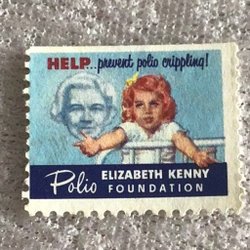 HELP...prevent polio crippling!
Polio ELIZABETH KENNY
FOUNDATION